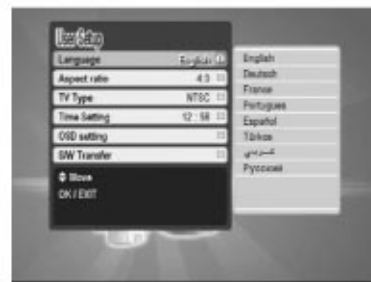 User Setup
Language English
Aspect ratio 4:3
TV Type NTSC
Time Setting 12 : 58
OSD setting
S/W Transfer
Move
OK / EXIT
English
Deutsch
France
Portugues
Español
Türkce
Русский